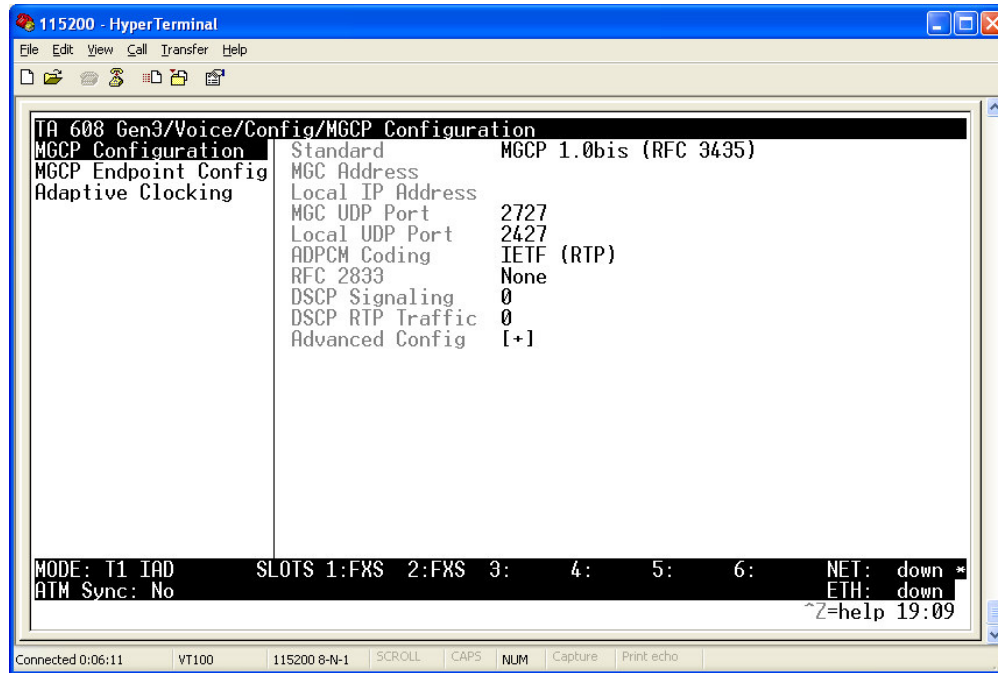 115200 - HyperTerminal
File Edit View Call Transfer Help
TA 608 Gen3/Voice/Config/MGCP Configuration
MGCP Configuration Standard MGCP 1.0bis (RFC 3435)
MGCP Endpoint Config MGC Address
Adaptive Clocking Local IP Address
MGC UDP Port 2727
Local UDP Port 2427
ADPCM Coding IETF (RTP)
RFC 2833 None
DSCP Signaling 0
DSCP RTP Traffic 0
Advanced Config [+]
MODE: T1 IAD SLOTS 1:FXS 2:FXS 3: 4: 5: 6: NET: down *
ATM Sync: No ETH: down
^Z=help 19:09
Connected 0:06:11 VT100 115200 8-N-1 SCROLL CAPS NUM Capture Print echo